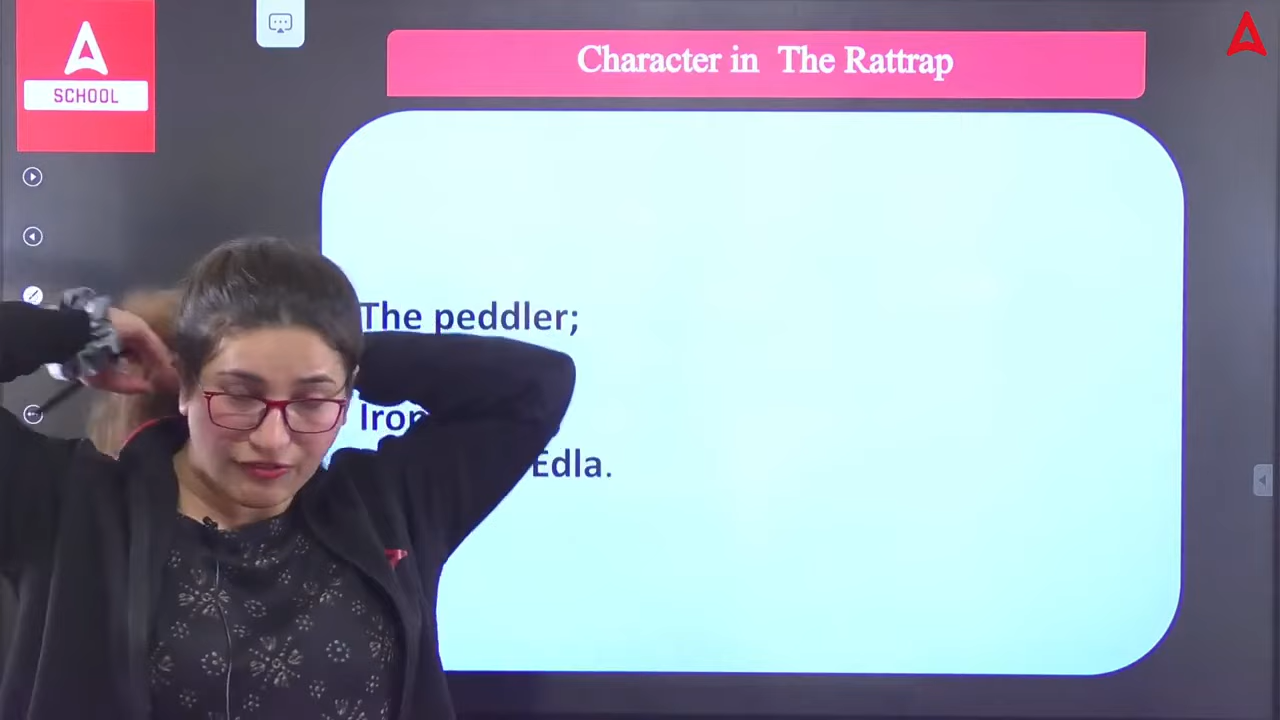 SCHOOL
Character in The Rattrap
The peddler;
Edla.